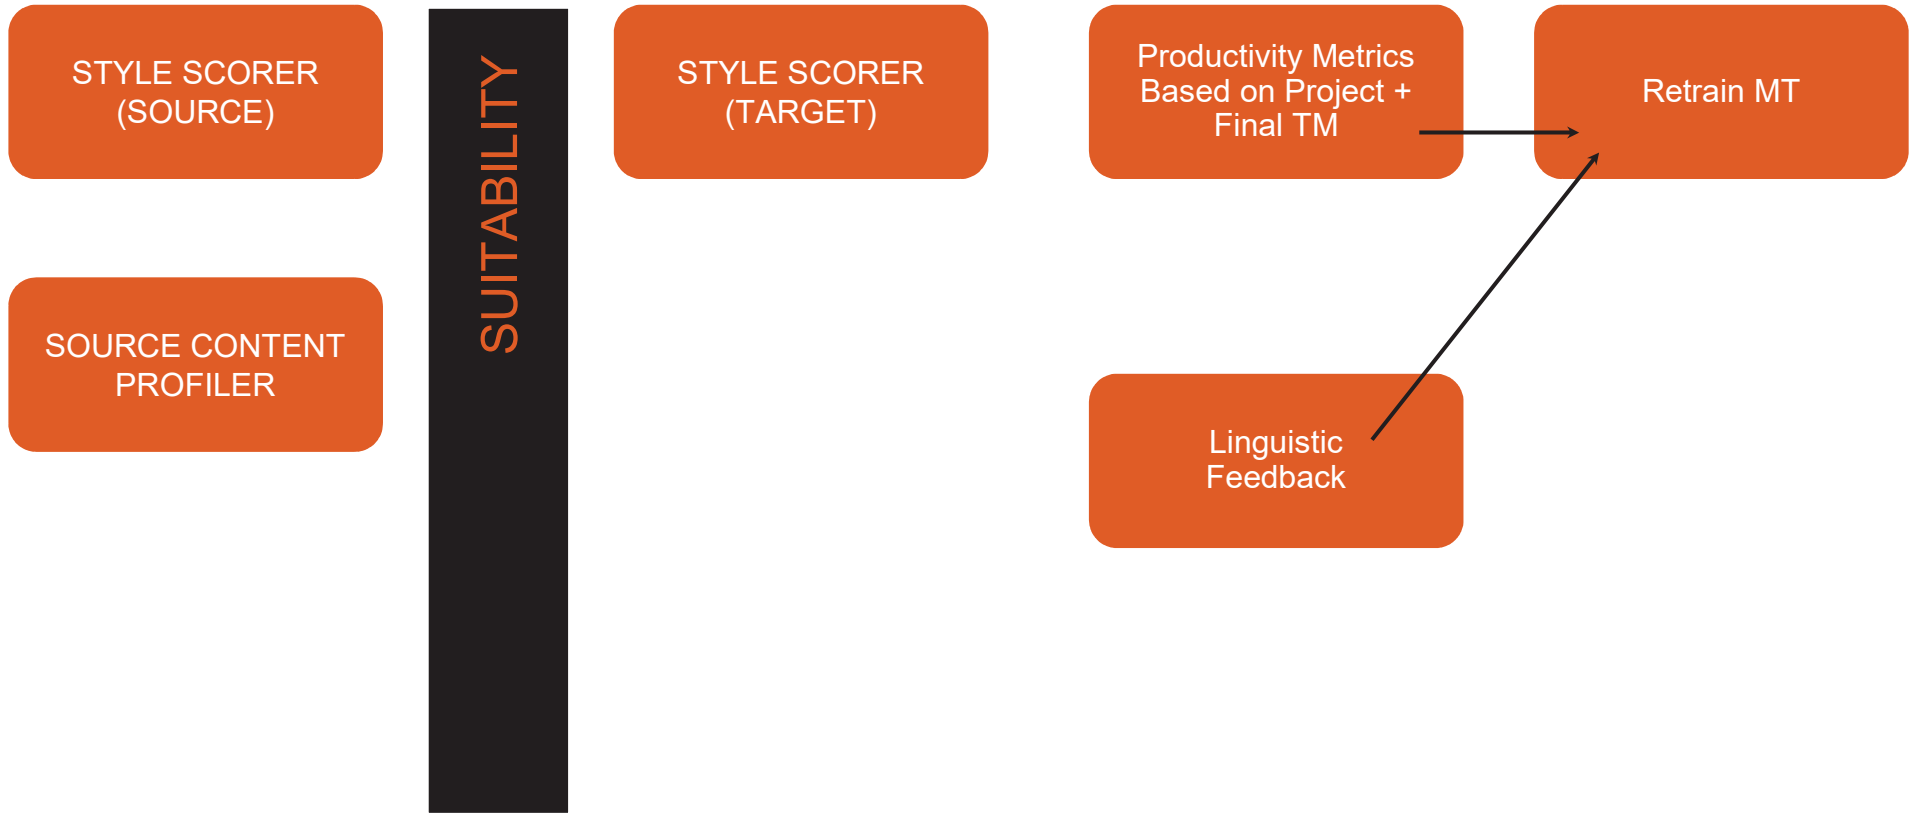 STYLE SCORER
(SOURCE)
SOURCE CONTENT
PROFILER
SUITABILITY
STYLE SCORER
(TARGET)
Productivity Metrics
Based on Project +
Final TM
Linguistic
Feedback
Retrain MT